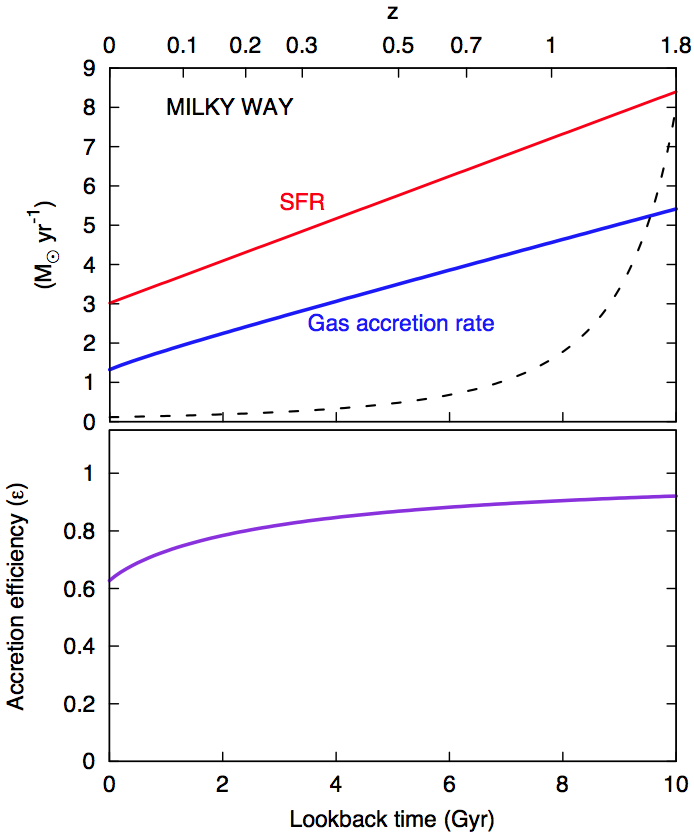 z
0 0.1 0.2 0.3 0.5 0.7 1 1.8
MILKY WAY
9
8
7
6
5
4
3
2
1
0
(M⊙ yr-1)
SFR
Gas accretion rate
1
0.8
0.6
0.4
0.2
0
Accretion efficiency (ε)
0 2 4 6 8 10
Lookback time (Gyr)